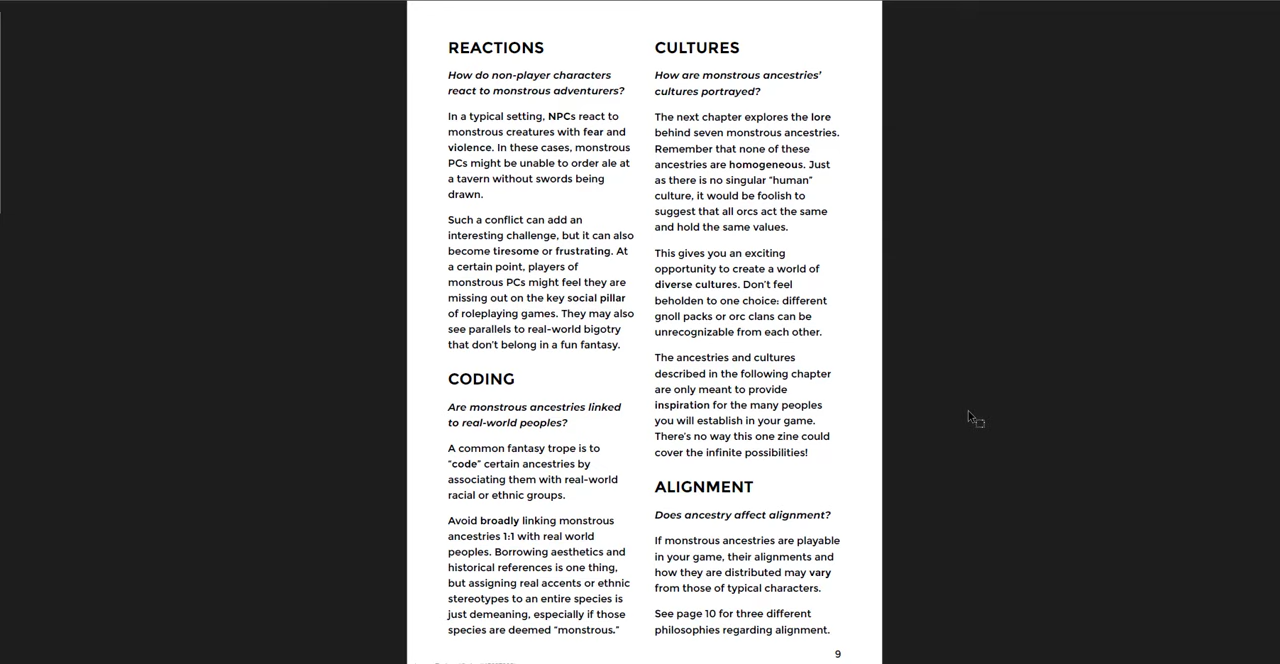 REACTIONS
How do non-player characters
react to monstrous adventurers?
In a typical setting, NPCs react to
monstrous creatures with fear and
violence. In these cases, monstrous
PCs might be unable to order ale at
a tavern without swords being
drawn.
Such a conflict can add an
interesting challenge, but it can also
become tiresome or frustrating. At
a certain point, players of
monstrous PCs might feel they are
missing out on the key social pillar
of roleplaying games. They may also
see parallels to real-world bigotry
that don't belong in a fun fantasy.
CODING
Are monstrous ancestries linked
to real-world peoples?
A common fantasy trope is to
"code" certain ancestries by
associating them with real-world
racial or ethnic groups.
Avoid broadly linking monstrous
ancestries 1:1 with real world
peoples. Borrowing aesthetics and
historical references is one thing,
but assigning real accents or ethnic
stereotypes to an entire species is
just demeaning, especially if those
species are deemed "monstrous."
CULTURES
How are monstrous ancestries'
cultures portrayed?
The next chapter explores the lore
behind seven monstrous ancestries.
Remember that none of these
ancestries are homogeneous. Just
as there is no singular "human"
culture, it would be foolish to
suggest that all orcs act the same
and hold the same values.
This gives you an exciting
opportunity to create a world of
diverse cultures. Don't feel
beholden to one choice: different
gnoll packs or orc clans can be
unrecognizable from each other.
The ancestries and cultures
described in the following chapter
are only meant to provide
inspiration for the many peoples
you will establish in your game.
There's no way this one zine could
cover the infinite possibilities!
ALIGNMENT
Does ancestry affect alignment?
If monstrous ancestries are playable
in your game, their alignments and
how they are distributed may vary
from those of typical characters.
See page 10 for three different
philosophies regarding alignment.
9